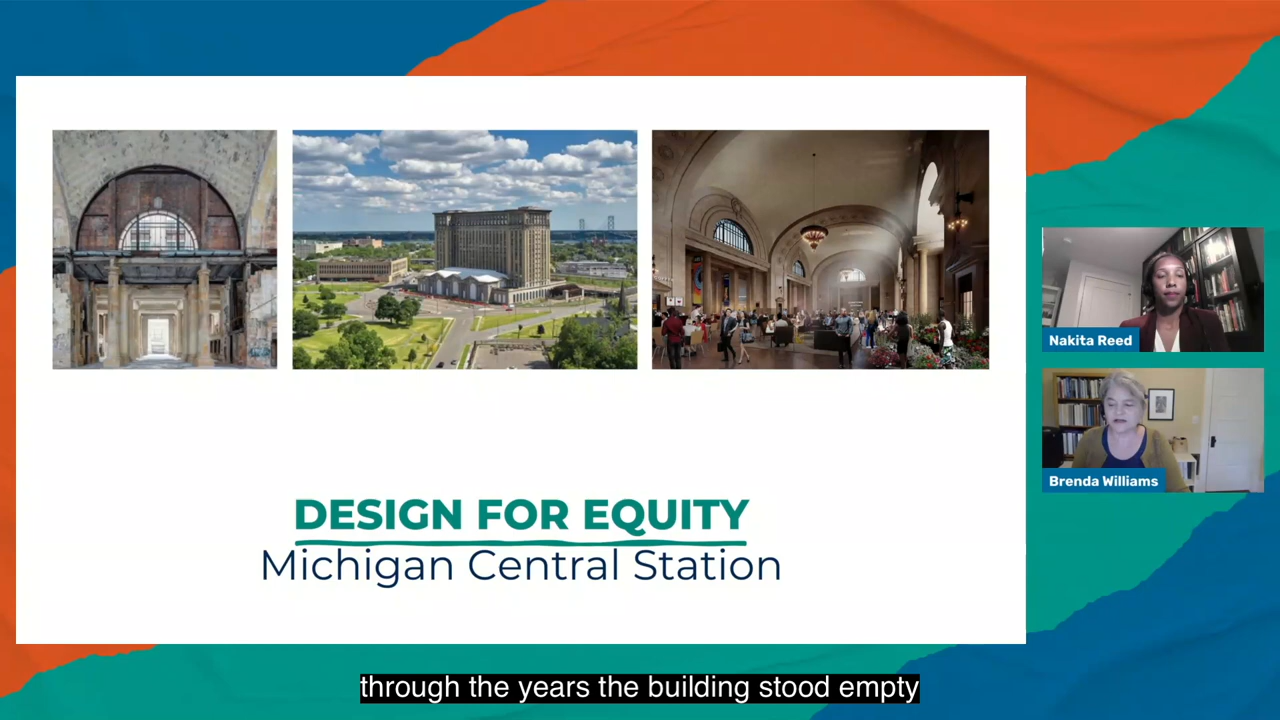 DESIGN FOR EQUITY
Michigan Central Station
Nakita Reed
Brenda Williams
through the years the building stood empty